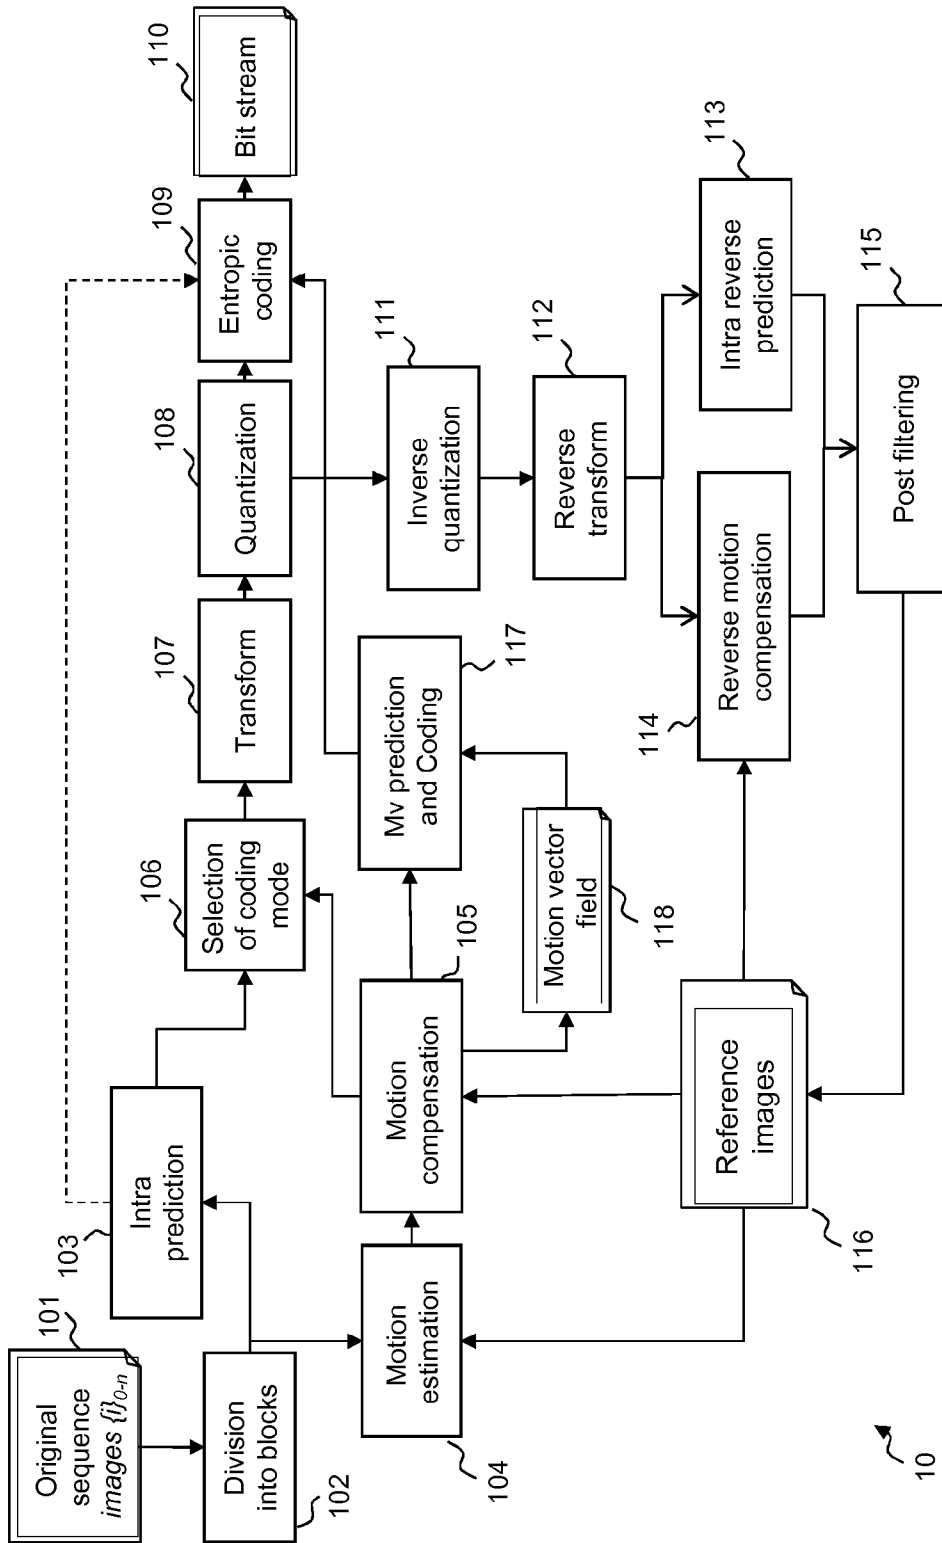 101
Original
sequence
images {i}0-n
Division
into blocks
102
103
Intra
prediction
Motion
estimation
104
Motion
compensation
105
106
Selection
of coding
mode
107
Transform
108
Quantization
109
Entropic
coding
110
Bit stream
111
Inverse
quantization
112
Reverse
transform
113
Intra reverse
prediction
114
Reverse motion
compensation
115
Post filtering
116
Reference
images
117
Mv prediction
and Coding
118
Motion vector
field
10